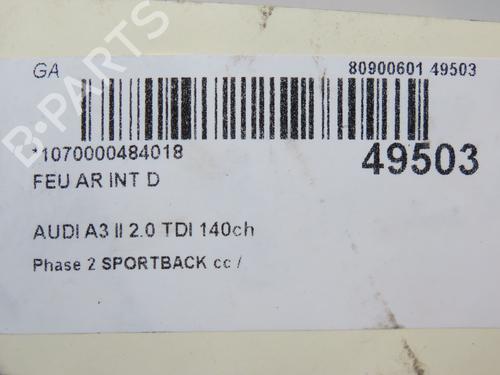 GA
80900601 49503
*1070000484018
49503
FEU AR INT D
AUDI A3 II 2.0 TDI 140ch
Phase 2 SPORTBACK cc /
B-PARTS